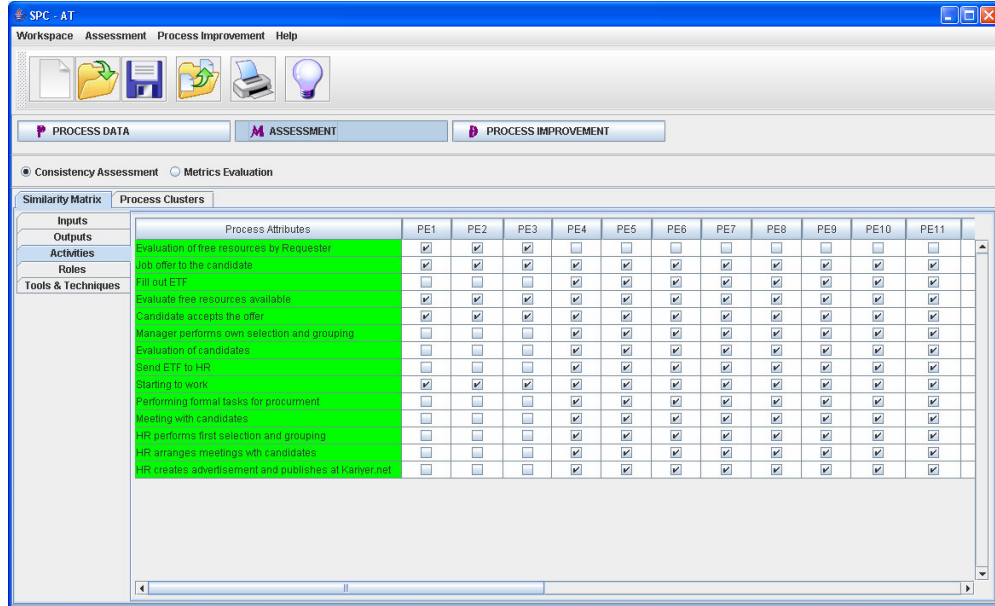 SPC - AT
Workspace Assessment Process Improvement Help
P PROCESS DATA M ASSESSMENT D PROCESS IMPROVEMENT
Consistency Assessment Metrics Evaluation
Similarity Matrix Process Clusters
Inputs
Outputs
Activities
Roles
Tools & Techniques
Process Attributes PE1 PE2 PE3 PE4 PE5 PE6 PE7 PE8 PE9 PE10 PE11
Evaluation of free resources by Requester
Job offer to the candidate
Fill out ETF
Evaluate free resources available
Candidate accepts the offer
Manager performs own selection and grouping
Evaluation of candidates
Send ETF to HR
Starting to work
Performing formal tasks for procurment
Meeting with candidates
HR performs first selection and grouping
HR arranges meetings wth candidates
HR creates advertisement and publishes at Kariyer.net